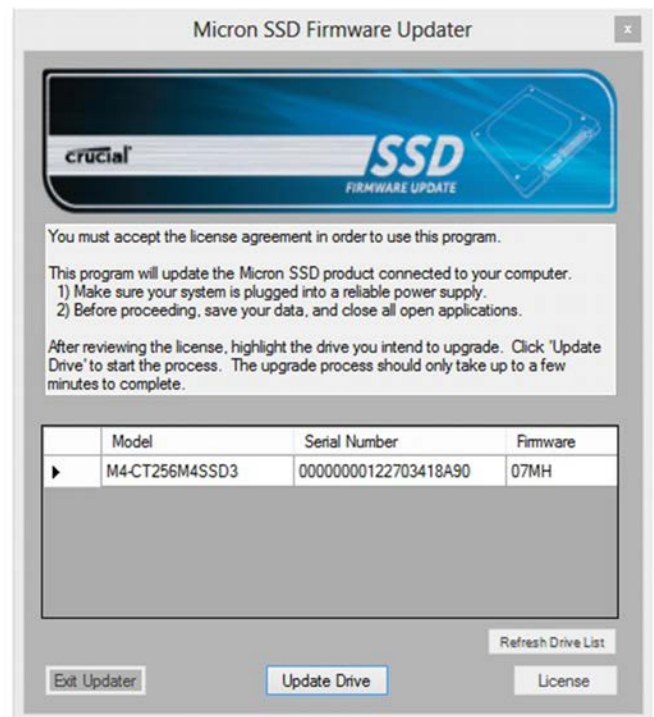 Micron SSD Firmware Updater
x
crucial
SSD
FIRMWARE UPDATE
You must accept the license agreement in order to use this program.
This program will update the Micron SSD product connected to your computer.
1) Make sure your system is plugged into a reliable power supply.
2) Before proceeding, save your data, and close all open applications.
After reviewing the license, highlight the drive you intend to upgrade. Click 'Update
Drive' to start the process. The upgrade process should only take up to a few
minutes to complete.
Model Serial Number Firmware
M4-CT256M4SSD3 00000000122703418A90 07MH
Refresh Drive List
Exit Updater Update Drive License